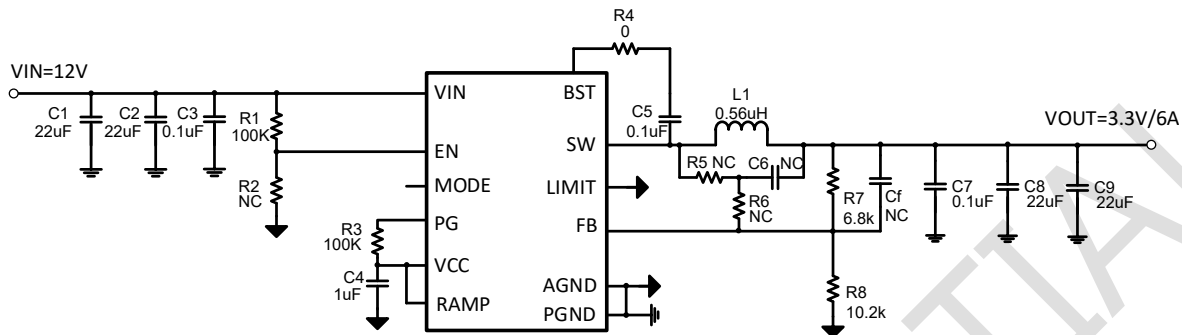 R4
0
VIN=12V
C1
22uF
C2
22uF
C3
0.1uF
R1
100K
R2
NC
R3
100K
C4
1uF
VIN
EN
MODE
PG
VCC
RAMP
BST
SW
LIMIT
FB
AGND
PGND
C5
0.1uF
L1
0.56uH
VOUT=3.3V/6A
R5 NC
C6 NC
R6
NC
R7
6.8k
Cf
NC
C7
0.1uF
C8
22uF
C9
22uF
R8
10.2k
TIAL